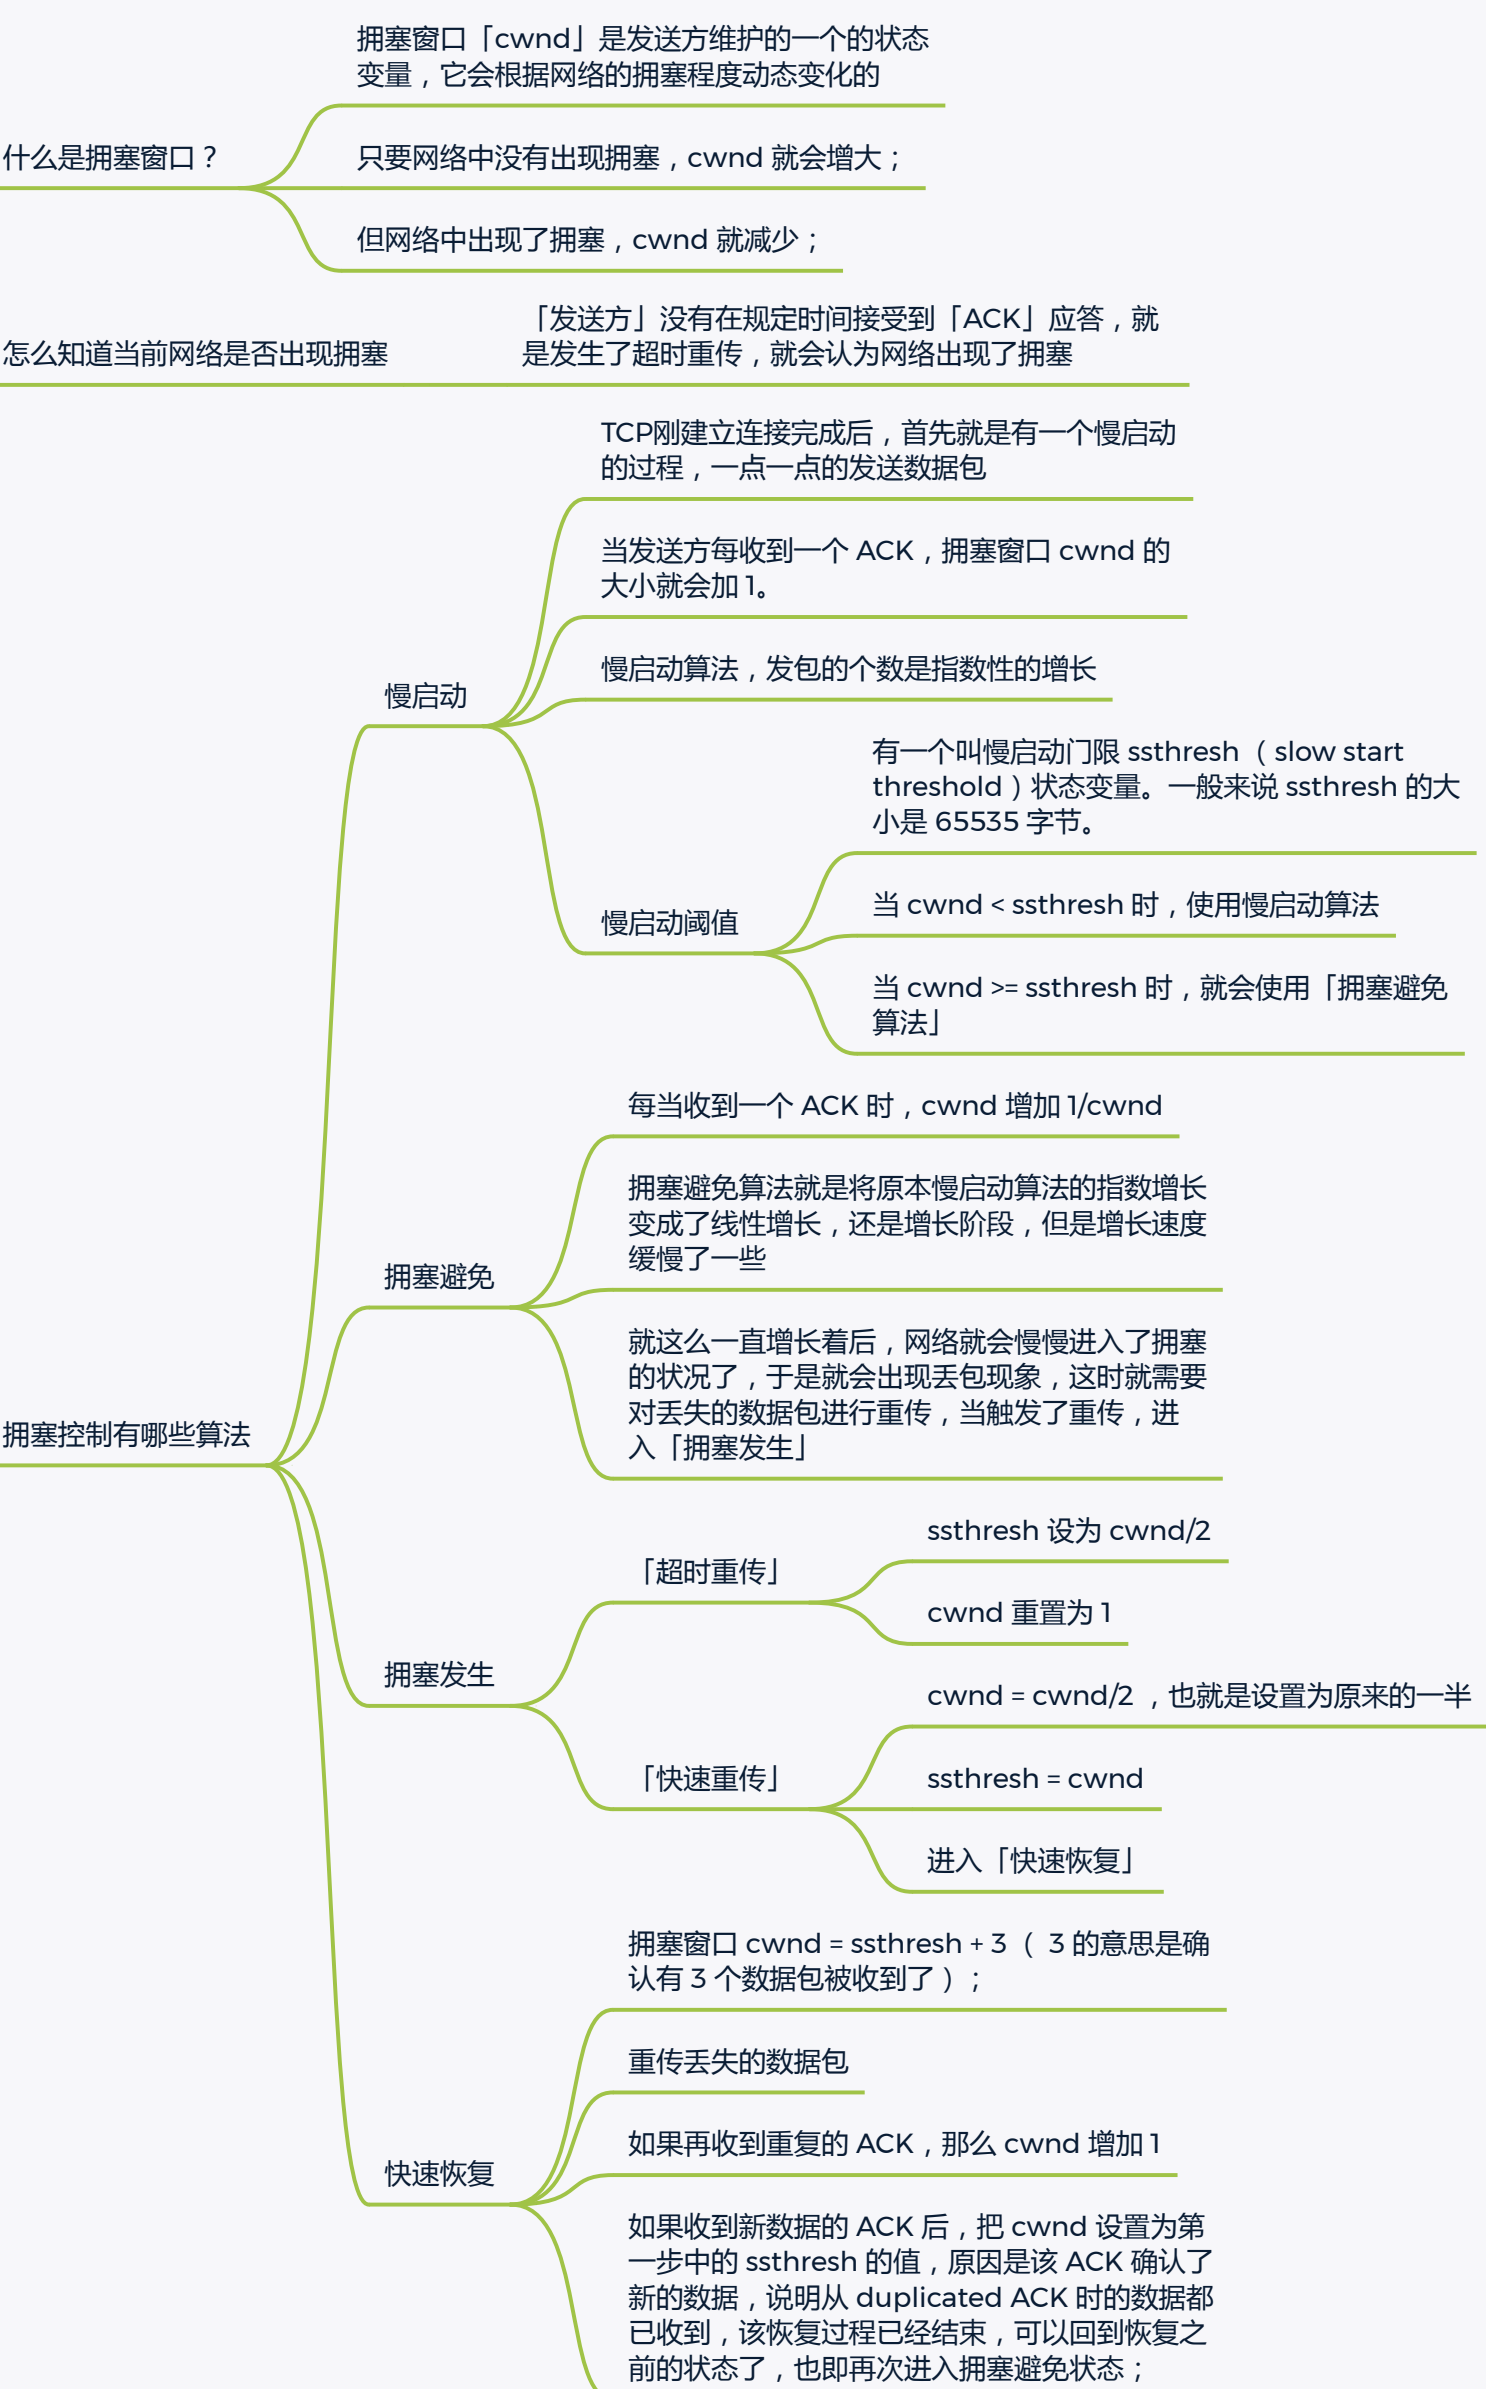 什么是拥塞窗口？
拥塞窗口「cwnd」是发送方维护的一个的状态
变量，它会根据网络的拥塞程度动态变化的
只要网络中没有出现拥塞，cwnd 就会增大；
但网络中出现了拥塞，cwnd 就减少；
怎么知道当前网络是否出现拥塞
「发送方」没有在规定时间接受到「ACK」应答，就
是发生了超时重传，就会认为网络出现了拥塞
拥塞控制有哪些算法
慢启动
TCP刚建立连接完成后，首先就是有一个慢启动
的过程，一点一点的发送数据包
当发送方每收到一个 ACK，拥塞窗口 cwnd 的
大小就会加 1。
慢启动算法，发包的个数是指数性的增长
慢启动阈值
有一个叫慢启动门限 ssthresh （ slow start
threshold ）状态变量。一般来说 ssthresh 的大
小是 65535 字节。
当 cwnd < ssthresh 时，使用慢启动算法
当 cwnd >= ssthresh 时，就会使用「拥塞避免
算法」
拥塞避免
每当收到一个 ACK 时，cwnd 增加 1/cwnd
拥塞避免算法就是将原本慢启动算法的指数增长
变成了线性增长，还是增长阶段，但是增长速度
缓慢了一些
就这么一直增长着后，网络就会慢慢进入了拥塞
的状况了，于是就会出现丢包现象，这时就需要
对丢失的数据包进行重传，当触发了重传，进
入「拥塞发生」
拥塞发生
「超时重传」
ssthresh 设为 cwnd/2
cwnd 重置为 1
「快速重传」
cwnd = cwnd/2 ，也就是设置为原来的一半
ssthresh = cwnd
进入「快速恢复」
快速恢复
拥塞窗口 cwnd = ssthresh + 3 （ 3 的意思是确
认有 3 个数据包被收到了 ）；
重传丢失的数据包
如果再收到重复的 ACK，那么 cwnd 增加 1
如果收到新数据的 ACK 后，把 cwnd 设置为第
一步中的 ssthresh 的值，原因是该 ACK 确认了
新的数据，说明从 duplicated ACK 时的数据都
已收到，该恢复过程已经结束，可以回到恢复之
前的状态了，也即再次进入拥塞避免状态；